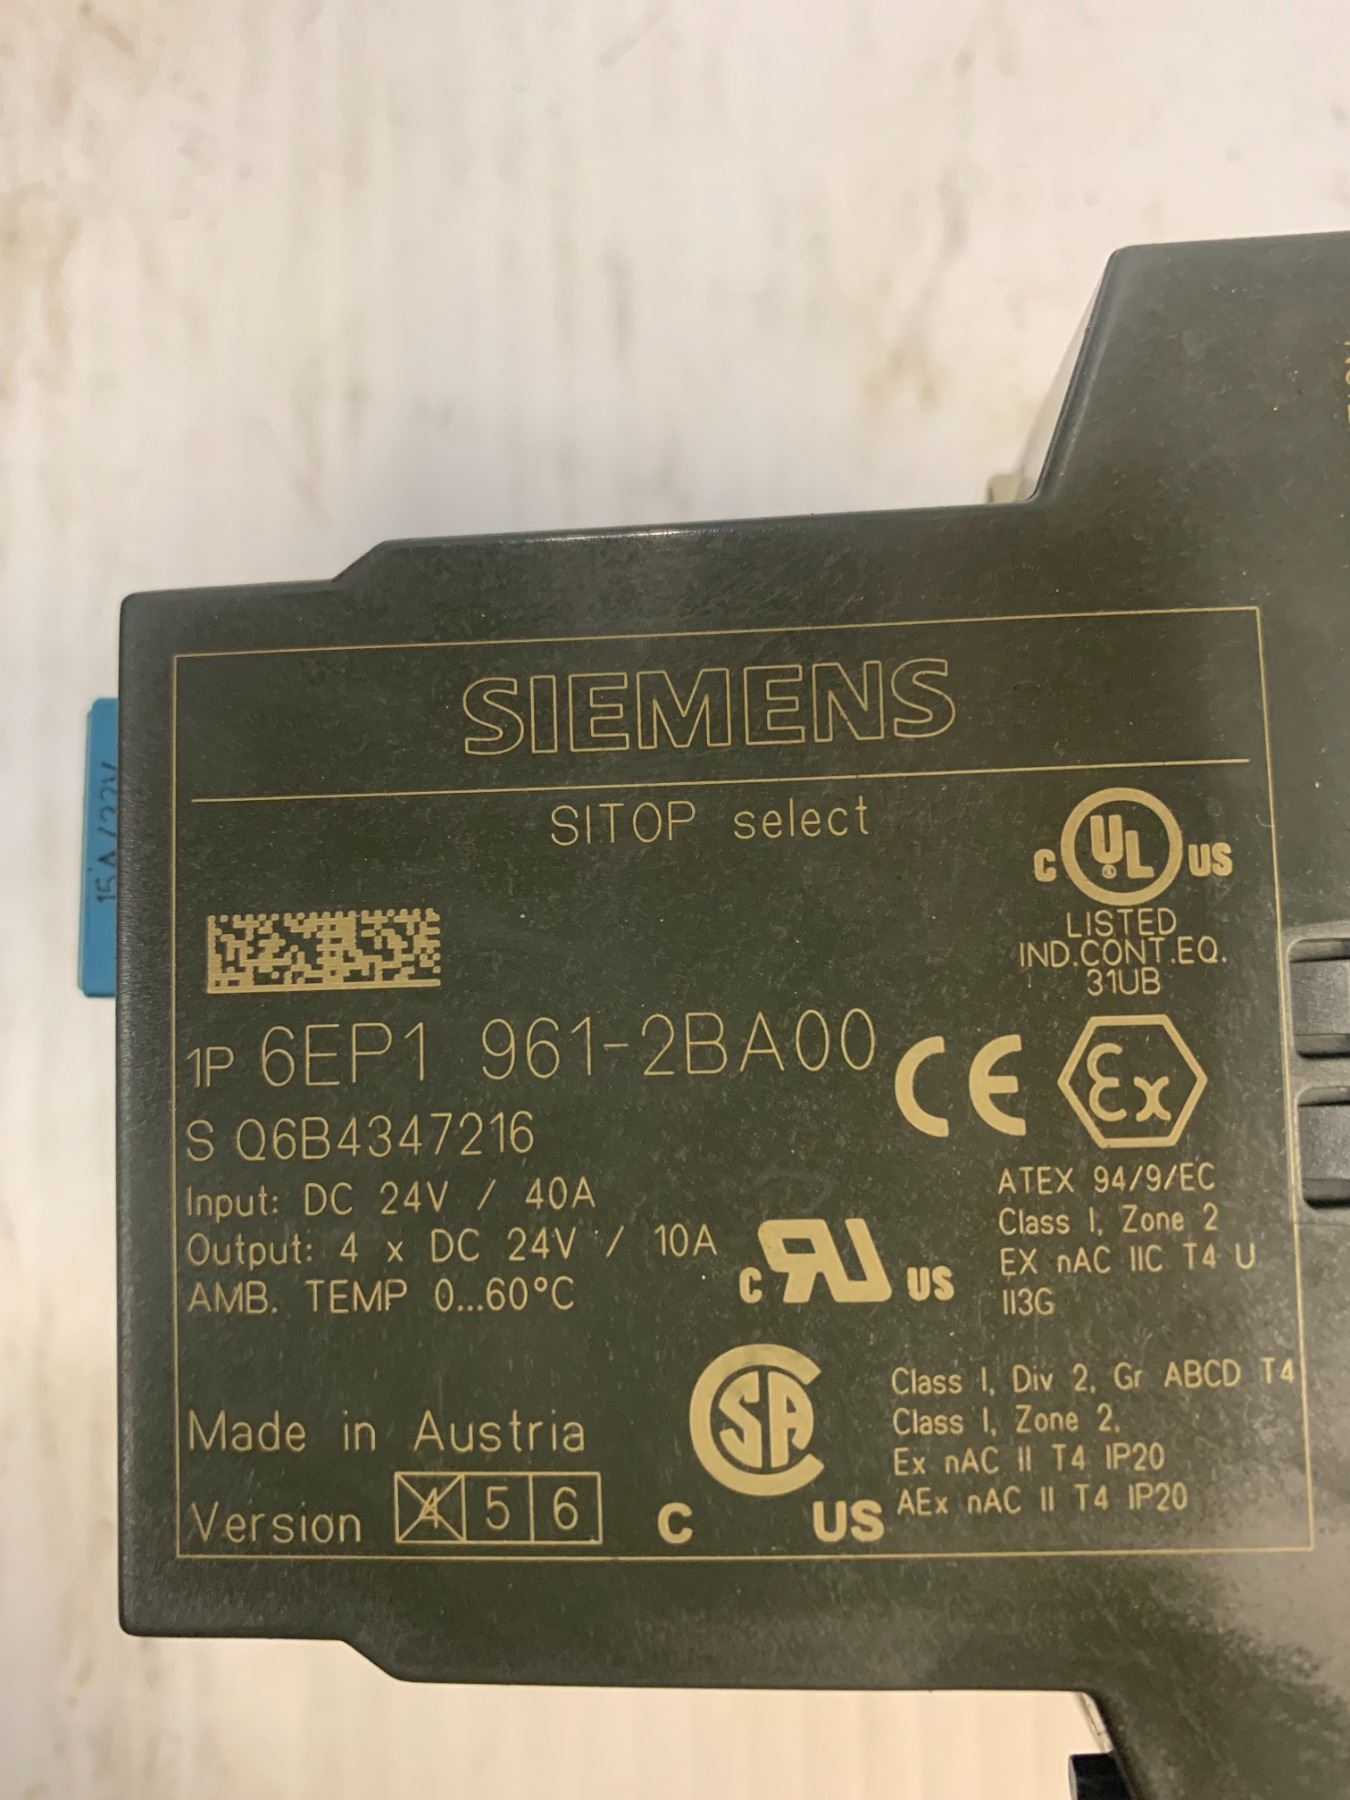 SIEMENS
SITOP select
C UL US
LISTED
IND.CONT.EQ.
31UB
1P 6EP1 961-2BA00
CE Ex
S Q6B4347216
Input: DC 24V / 40A
Output: 4 x DC 24V / 10A
AMB. TEMP 0...60°C
C RU US
ATEX 94/9/EC
Class I, Zone 2
EX nAC IIC T4 U
II3G
Made in Austria
Version 4 5 6
C SA US
Class I, Div 2, Gr ABCD T4
Class I, Zone 2,
Ex nAC II T4 IP20
AEx nAC II T4 IP20